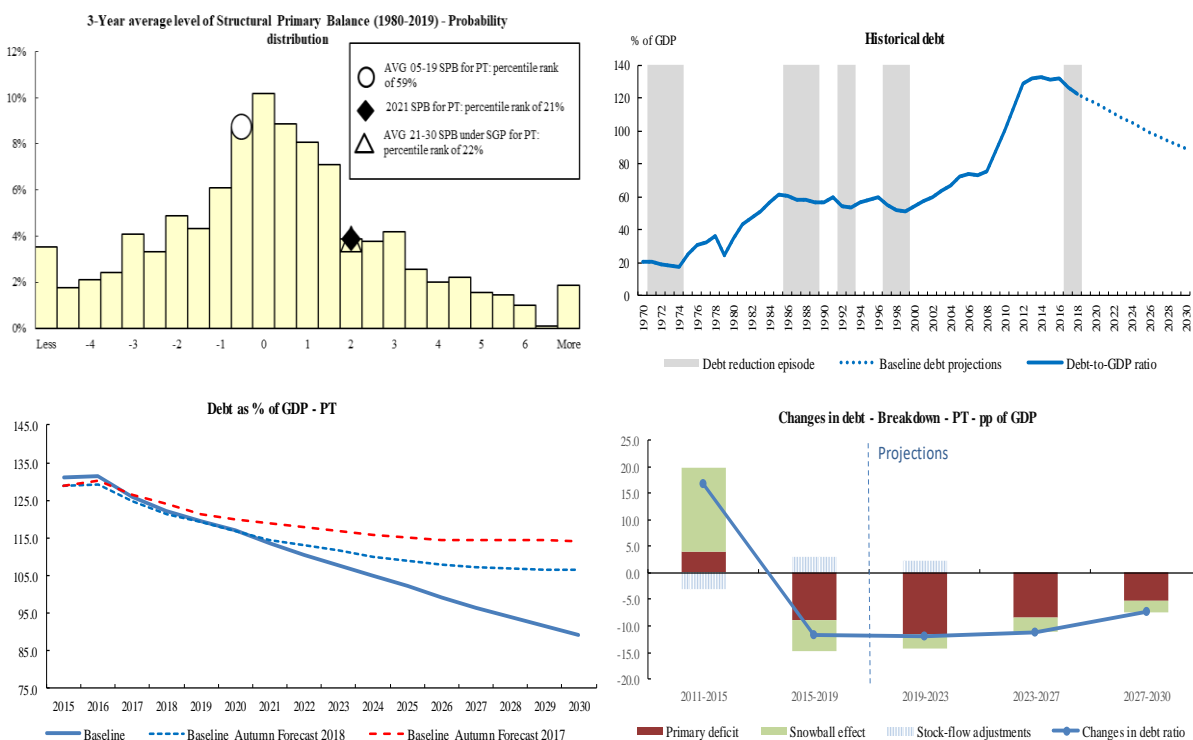 3-Year average level of Structural Primary Balance (1980-2019) - Probability
distribution
12%
10%
8%
6%
4%
2%
0%
AVG 05-19 SPB for PT: percentile rank
of 59%
2021 SPB for PT: percentile rank of 21%
AVG 21-30 SPB under SGP for PT:
percentile rank of 22%
Less -4 -3 -2 -1 0 1 2 3 4 5 6 More
Historical debt
% of GDP
140
120
100
80
60
40
20
0
1970 1972 1974 1976 1978 1980 1982 1984 1986 1988 1990 1992 1994 1996 1998 2000 2002 2004 2006 2008 2010 2012 2014 2016 2018 2020 2022 2024 2026 2028 2030
Debt reduction episode Baseline debt projections Debt-to-GDP ratio
Debt as % of GDP - PT
145.0
135.0
125.0
115.0
105.0
95.0
85.0
75.0
2015 2016 2017 2018 2019 2020 2021 2022 2023 2024 2025 2026 2027 2028 2029 2030
Baseline Baseline Autumn Forecast 2018 Baseline Autumn Forecast 2017
Changes in debt - Breakdown - PT - pp of GDP
Projections
25.0
20.0
15.0
10.0
5.0
0.0
-5.0
-10.0
-15.0
-20.0
2011-2015 2015-2019 2019-2023 2023-2027 2027-2030
Primary deficit Snowball effect Stock-flow adjustments Changes in debt ratio